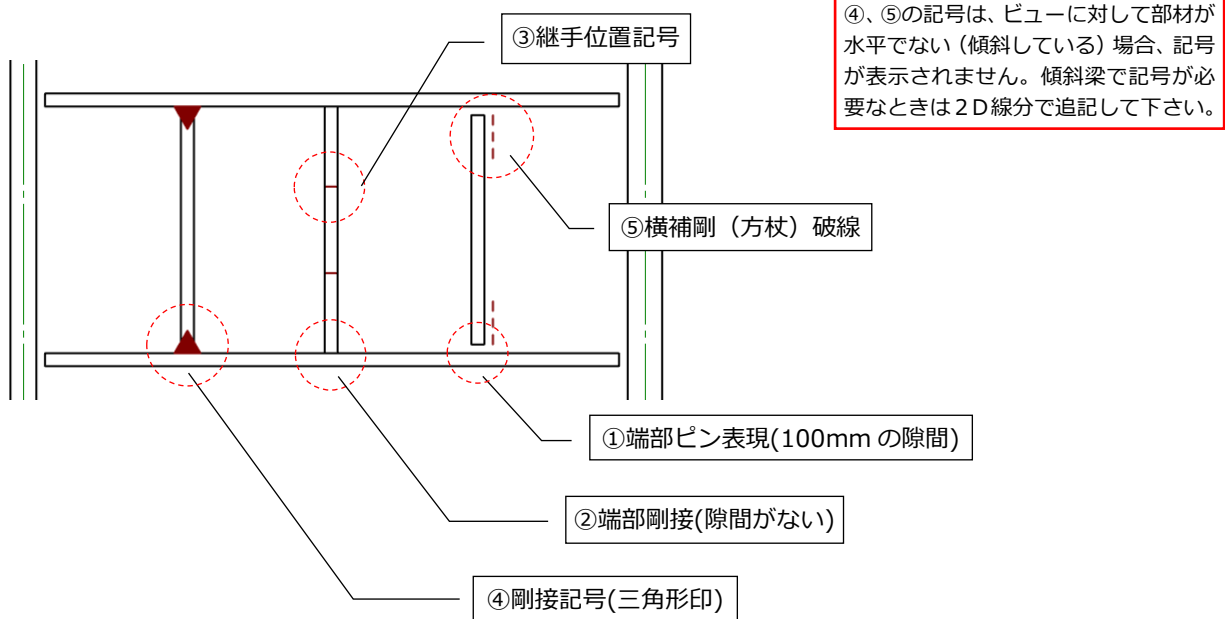 ④、⑤の記号は、ビューに対して部材が
水平でない（傾斜している）場合、記号
が表示されません。傾斜梁で記号が必
要なときは２Ｄ線分で追記して下さい。
③継手位置記号
⑤横補剛（方杖）破線
①端部ピン表現(100mm の隙間)
②端部剛接(隙間がない)
④剛接記号(三角形印)